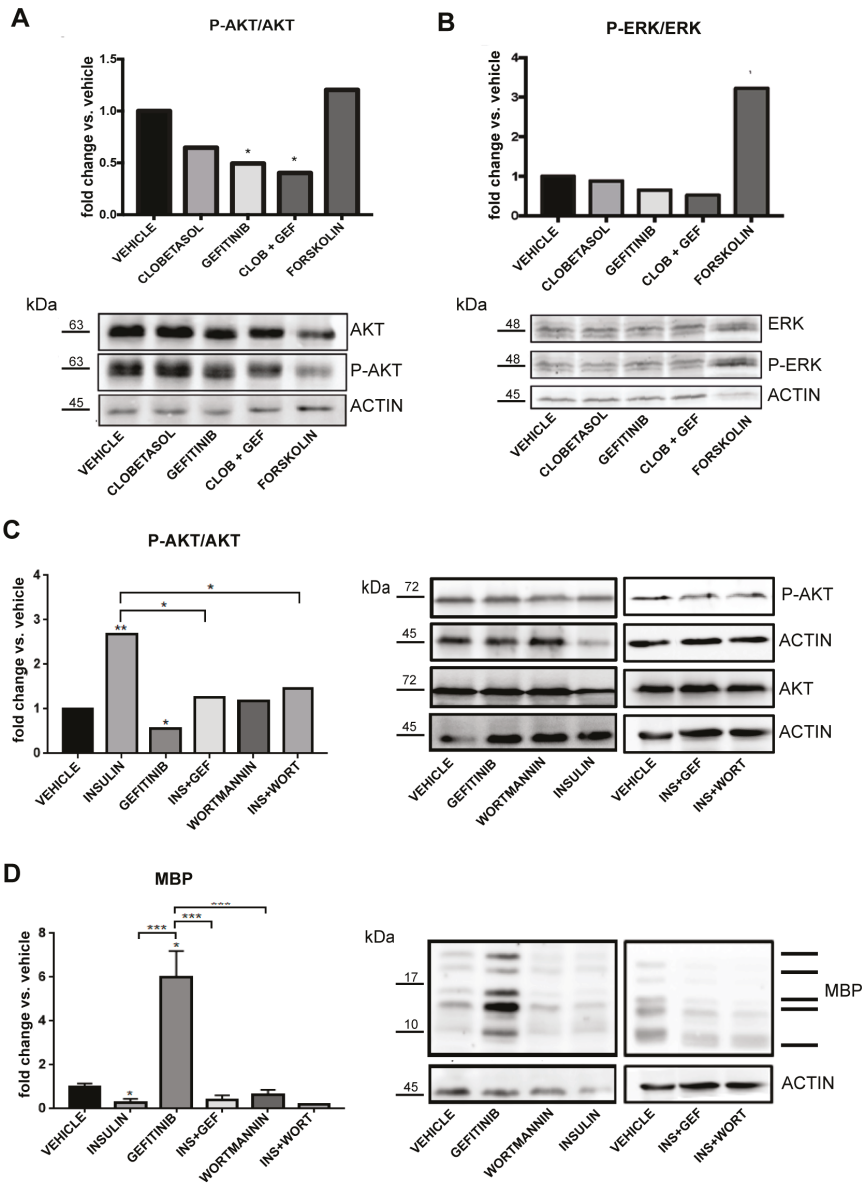 A
P-AKT/AKT
fold change vs. vehicle
1.5
1.0
0.5
0.0
*
*
VEHICLE
CLOBETASOL
GEFITINIB
CLOB + GEF
FORSKOLIN
kDa
63
AKT
63
P-AKT
45
ACTIN
VEHICLE
CLOBETASOL
GEFITINIB
CLOB + GEF
FORSKOLIN
B
P-ERK/ERK
fold change vs. vehicle
4
3
2
1
0
VEHICLE
CLOBETASOL
GEFITINIB
CLOB + GEF
FORSKOLIN
kDa
48
ERK
48
P-ERK
45
ACTIN
VEHICLE
CLOBETASOL
GEFITINIB
CLOB + GEF
FORSKOLIN
C
P-AKT/AKT
fold change vs. vehicle
4
3
2
1
0
*
*
**
*
VEHICLE
INSULIN
GEFITINIB
INS+GEF
WORTMANNIN
INS+WORT
kDa
72
P-AKT
45
ACTIN
72
AKT
45
ACTIN
VEHICLE
GEFITINIB
WORTMANNIN
INSULIN
VEHICLE
INS+GEF
INS+WORT
D
MBP
fold change vs. vehicle
8
6
4
2
0
***
***
***
*
*
VEHICLE
INSULIN
GEFITINIB
INS+GEF
WORTMANNIN
INS+WORT
kDa
17
10
MBP
45
ACTIN
VEHICLE
GEFITINIB
WORTMANNIN
INSULIN
VEHICLE
INS+GEF
INS+WORT